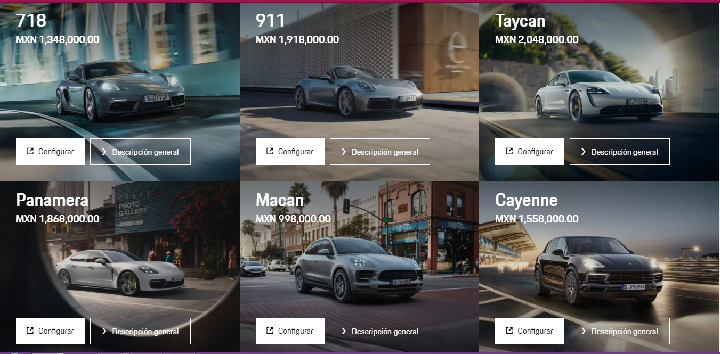 718
MXN 1,348,000.00
Configurar
Descripción general
911
MXN 1,918,000.00
Configurar
Descripción general
Taycan
MXN 2,048,000.00
Configurar
Descripción general
Panamera
MXN 1,868,000.00
PHOTO
GALLERY
Configurar
Descripción general
Macan
MXN 998,000.00
Configurar
Descripción general
Cayenne
MXN 1,558,000.00
Configurar
Descripción general